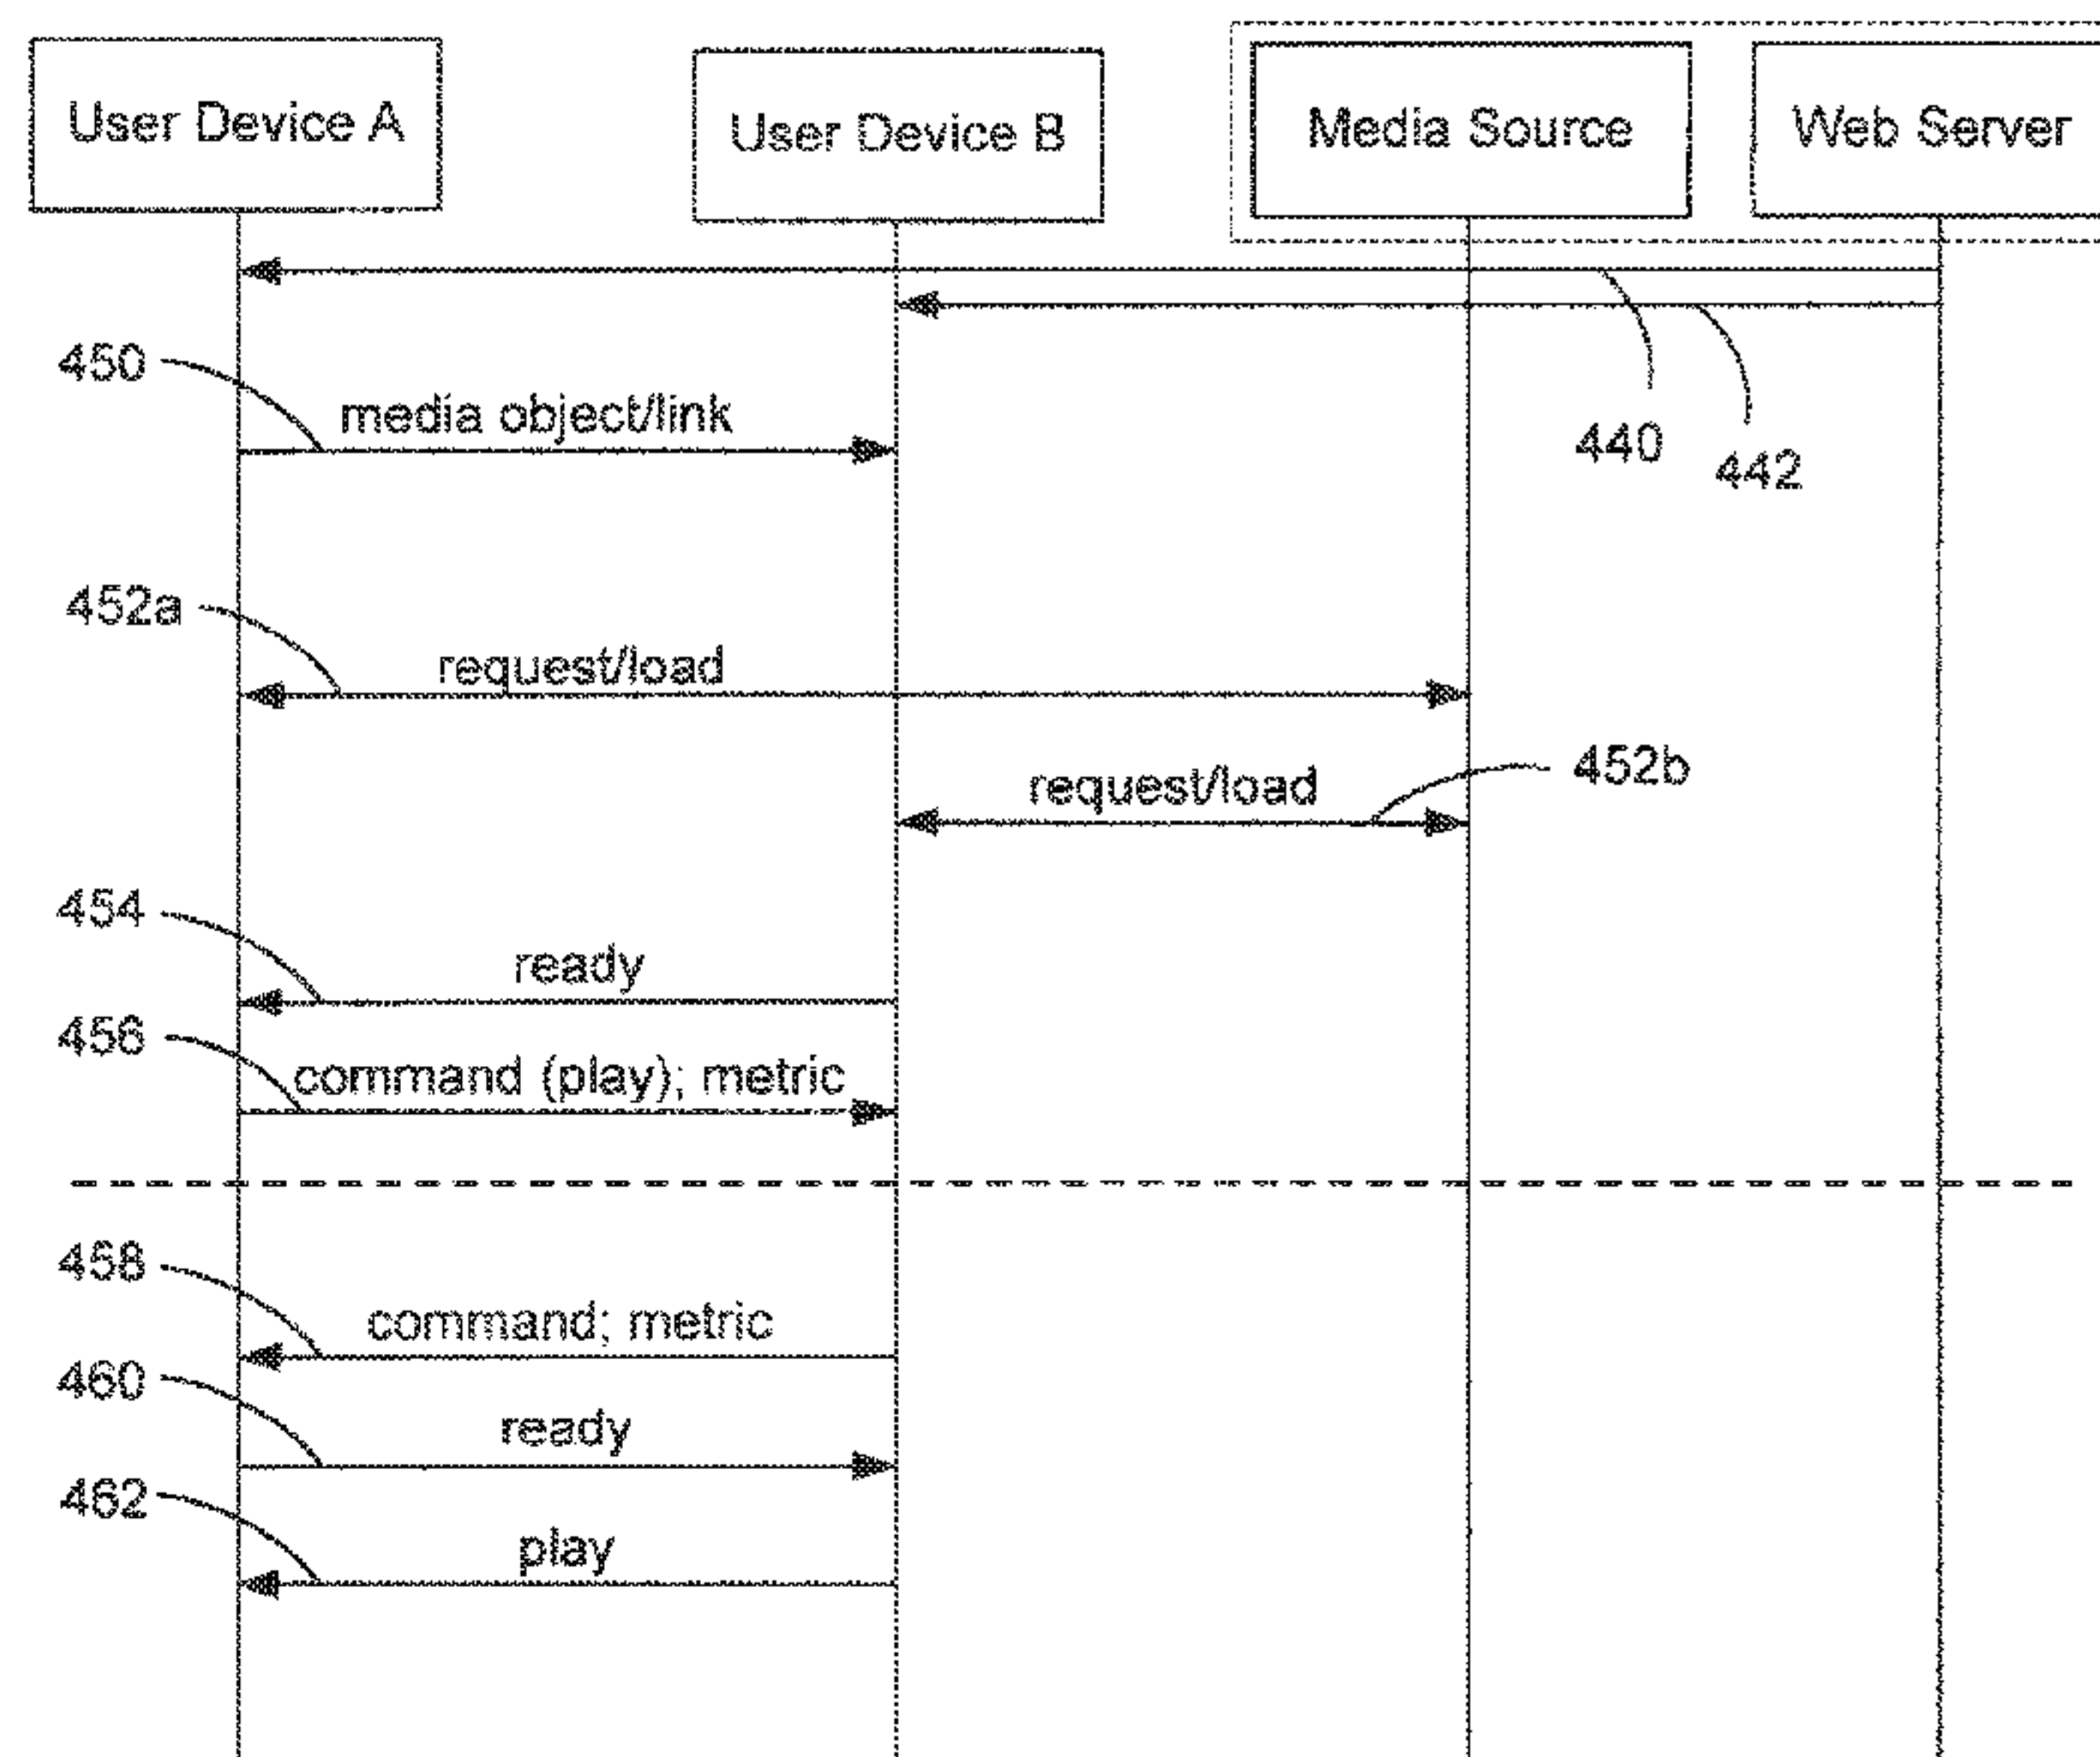 User Device A
User Device B
Media Source
Web Server
450
media object/link
440
442
452a
request/load
request/load
452b
454
ready
456
command (play); metric
458
command; metric
460
ready
462
play